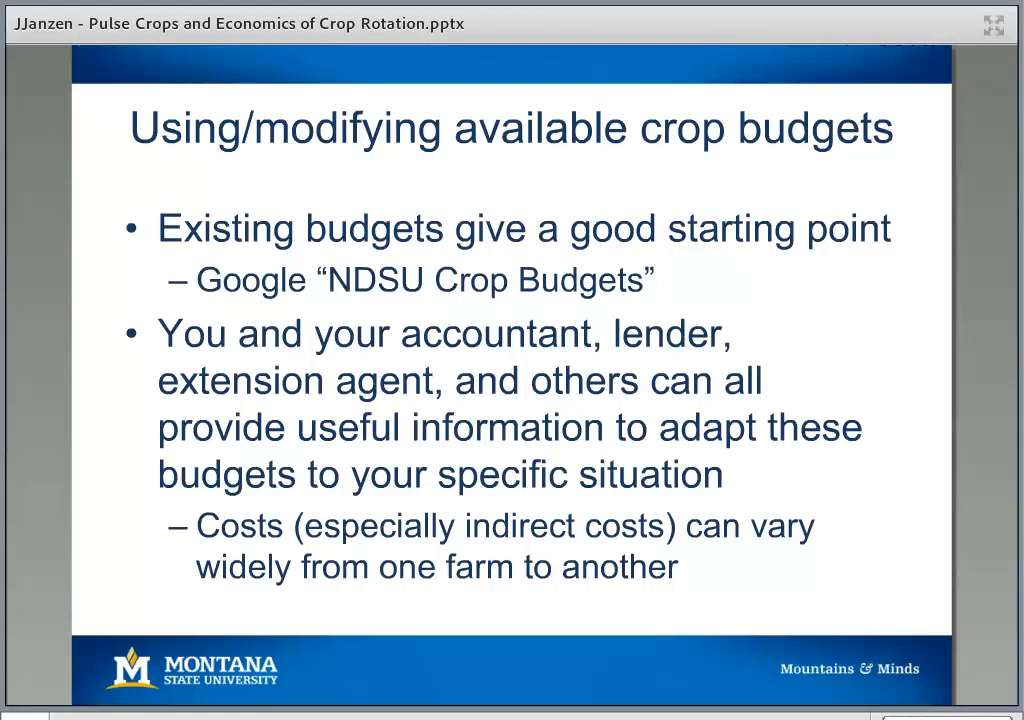 JJanzen - Pulse Crops and Economics of Crop Rotation.pptx
Using/modifying available crop budgets
• Existing budgets give a good starting point
– Google “NDSU Crop Budgets”
• You and your accountant, lender,
extension agent, and others can all
provide useful information to adapt these
budgets to your specific situation
– Costs (especially indirect costs) can vary
widely from one farm to another
M MONTANA
STATE UNIVERSITY
Mountains & Minds